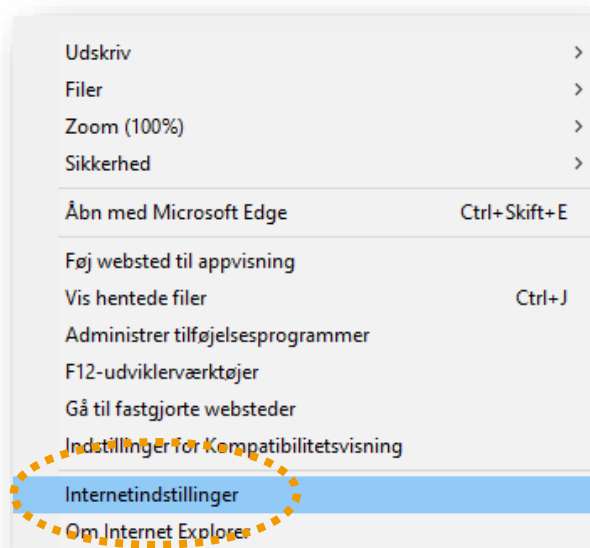 Udskriv
Filer
Zoom (100%)
Sikkerhed
Åbn med Microsoft Edge Ctrl+Skift+E
Føj websted til appvisning
Vis hentede filer Ctrl+J
Administrer tilføjelsesprogrammer
F12-udviklerværktøjer
Gå til fastgjorte websteder
Indstillinger for Kompatibilitetsvisning
Internetindstillinger
Om Internet Explorer